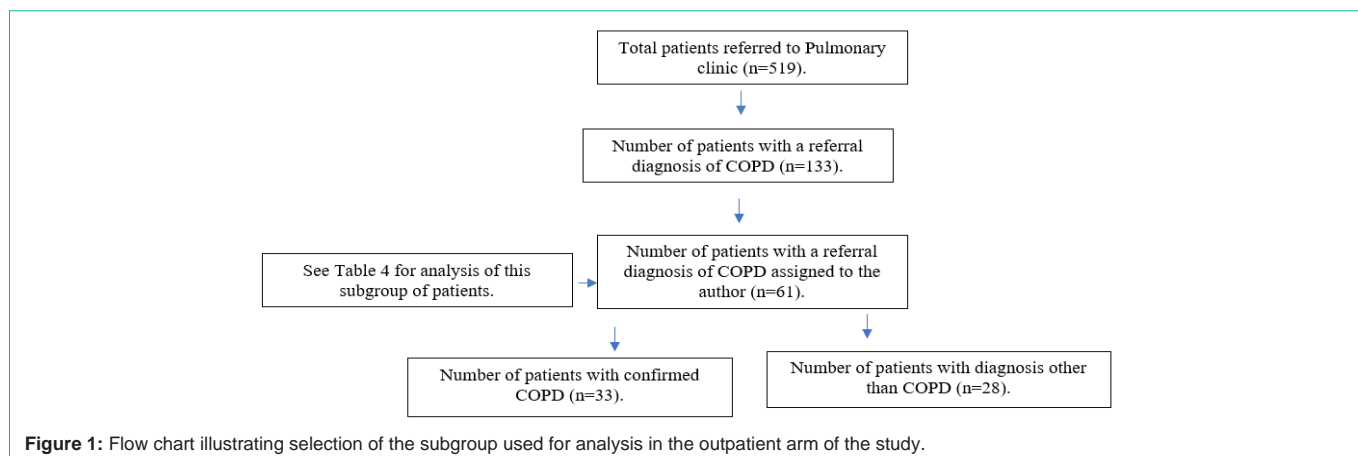 Total patients referred to Pulmonary
clinic (n=519).
Number of patients with a referral
diagnosis of COPD (n=133).
See Table 4 for analysis of this
subgroup of patients.
Number of patients with a referral
diagnosis of COPD assigned to the
author (n=61).
Number of patients with confirmed
COPD (n=33).
Number of patients with diagnosis other
than COPD (n=28).
Figure 1: Flow chart illustrating selection of the subgroup used for analysis in the outpatient arm of the study.